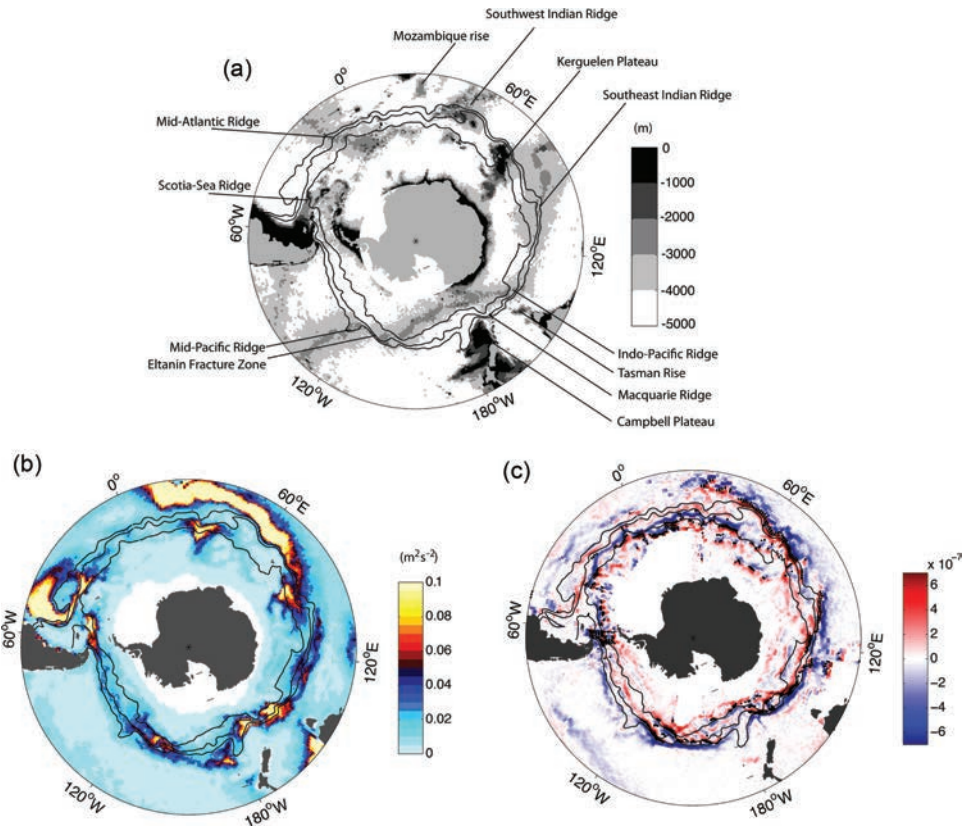 Southwest Indian Ridge
Mozambique rise
(a)
Kerguelen Plateau
0°
60°E
Southeast Indian Ridge
Mid-Atlantic Ridge
(m)
0
-1000
-2000
-3000
-4000
-5000
Scotia-Sea Ridge
60°W
120°E
Mid-Pacific Ridge
Eltanin Fracture Zone
Indo-Pacific Ridge
Tasman Rise
Macquarie Ridge
Campbell Plateau
120°W
180°W
(b)
0°
60°E
(m²s⁻²)
0.1
0.08
0.06
0.04
0.02
0
60°W
120°E
120°W
180°W
(c)
0°
60°E
x 10⁻⁷
6
4
2
0
−2
−4
−6
60°W
120°E
120°W
180°W